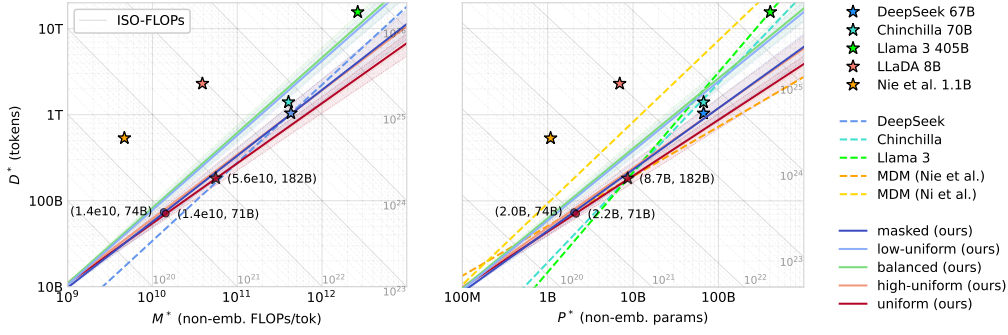 ISO-FLOPs
10T
1T
100B
10B
D* (tokens)
10^9
10^10
10^11
10^12
M* (non-emb. FLOPs/tok)
(5.6e10, 182B)
(1.4e10, 74B)
(1.4e10, 71B)
10^20
10^21
10^22
10^23
10^24
10^25
10^26
(8.7B, 182B)
(2.0B, 74B)
(2.2B, 71B)
10^20
10^21
10^22
10^23
10^24
10^25
100M
1B
10B
100B
P* (non-emb. params)
DeepSeek 67B
Chinchilla 70B
Llama 3 405B
LLaDA 8B
Nie et al. 1.1B
DeepSeek
Chinchilla
Llama 3
MDM (Nie et al.)
MDM (Ni et al.)
masked (ours)
low-uniform (ours)
balanced (ours)
high-uniform (ours)
uniform (ours)